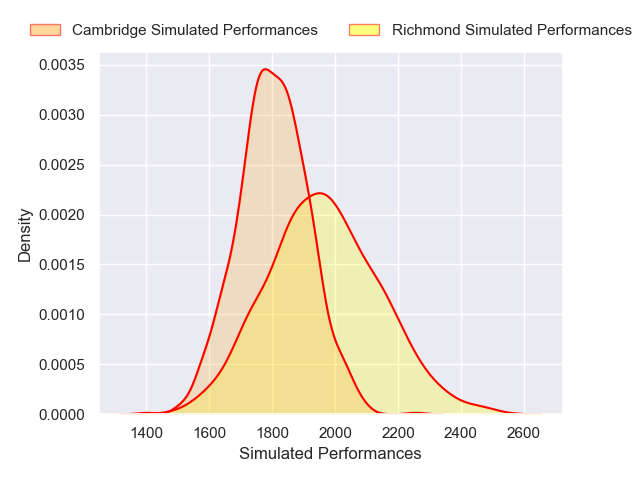 Cambridge Simulated Performances Richmond Simulated Performances
0.0035
0.0030
0.0025
0.0020
0.0015
0.0010
0.0005
0.0000
Density
1400 1600 1800 2000 2200 2400 2600
Simulated Performances